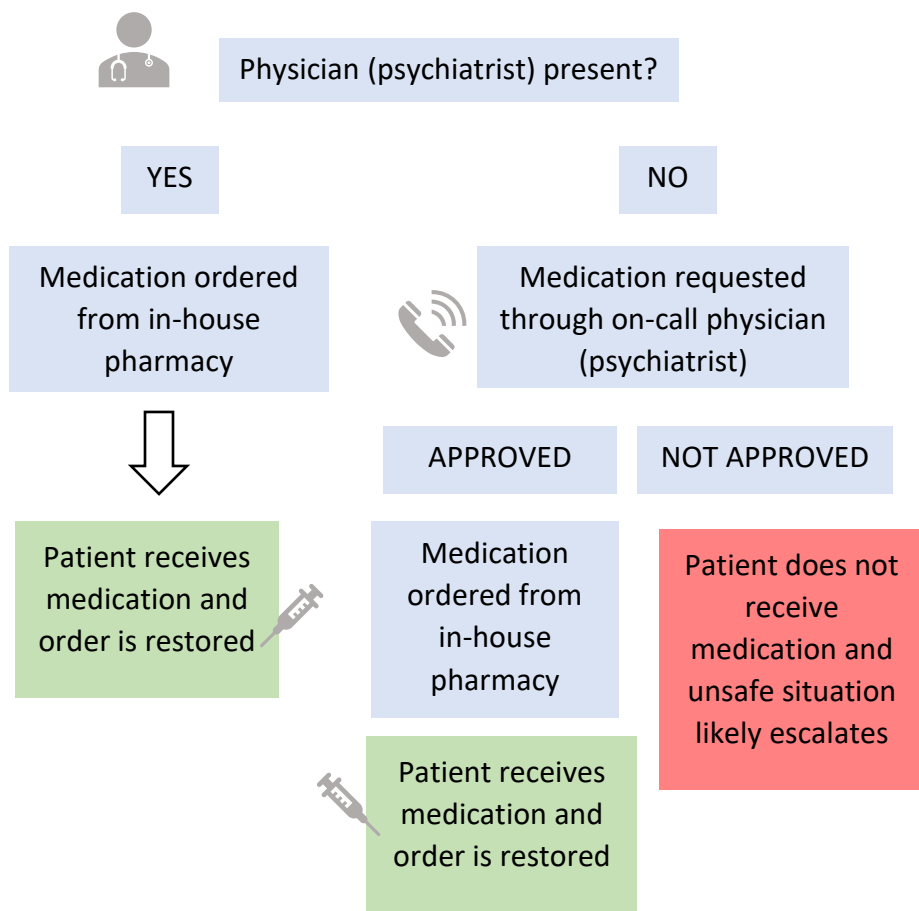 Physician (psychiatrist) present?
YES
NO
Medication ordered
from in-house
pharmacy
Medication requested
through on-call physician
(psychiatrist)
APPROVED
NOT APPROVED
Patient receives
medication and
order is restored
Medication
ordered from
in-house
pharmacy
Patient does not
receive
medication and
unsafe situation
likely escalates
Patient receives
medication and
order is restored